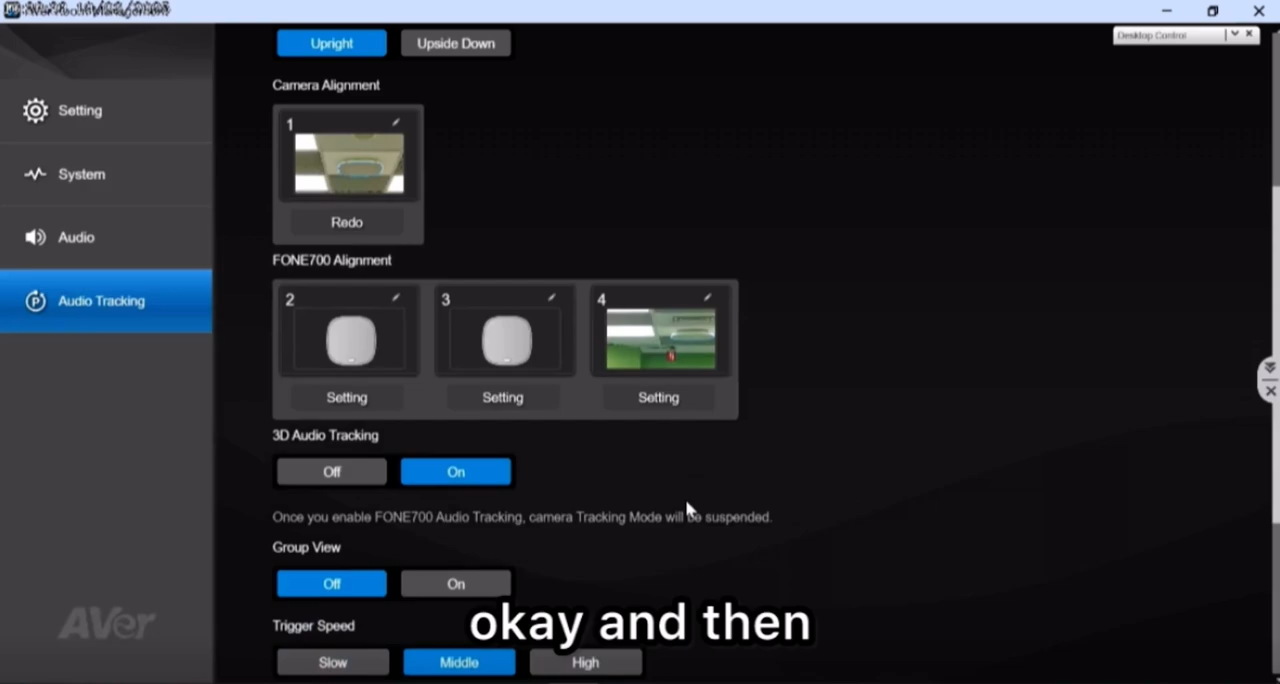 Upright Upside Down
Desktop Control
Camera Alignment
Setting
1
System
Redo
Audio
FONE700 Alignment
Audio Tracking
2 3 4
Setting Setting Setting
3D Audio Tracking
Off On
Once you enable FONE700 Audio Tracking, camera Tracking Mode will be suspended.
Group View
Off On
AVer
okay and then
Trigger Speed
Slow Middle High